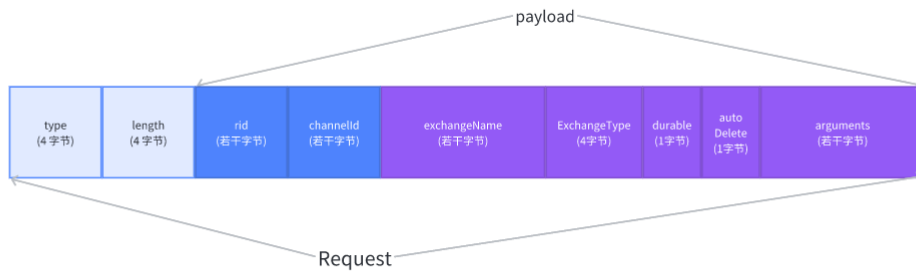 payload
type
(4 字节)
length
(4 字节)
rid
(若干字节)
channelId
(若干字节)
exchangeName
(若干字节)
ExchangeType
(4字节)
durable
(1字节)
auto
Delete
(1字节)
arguments
(若干字节)
Request